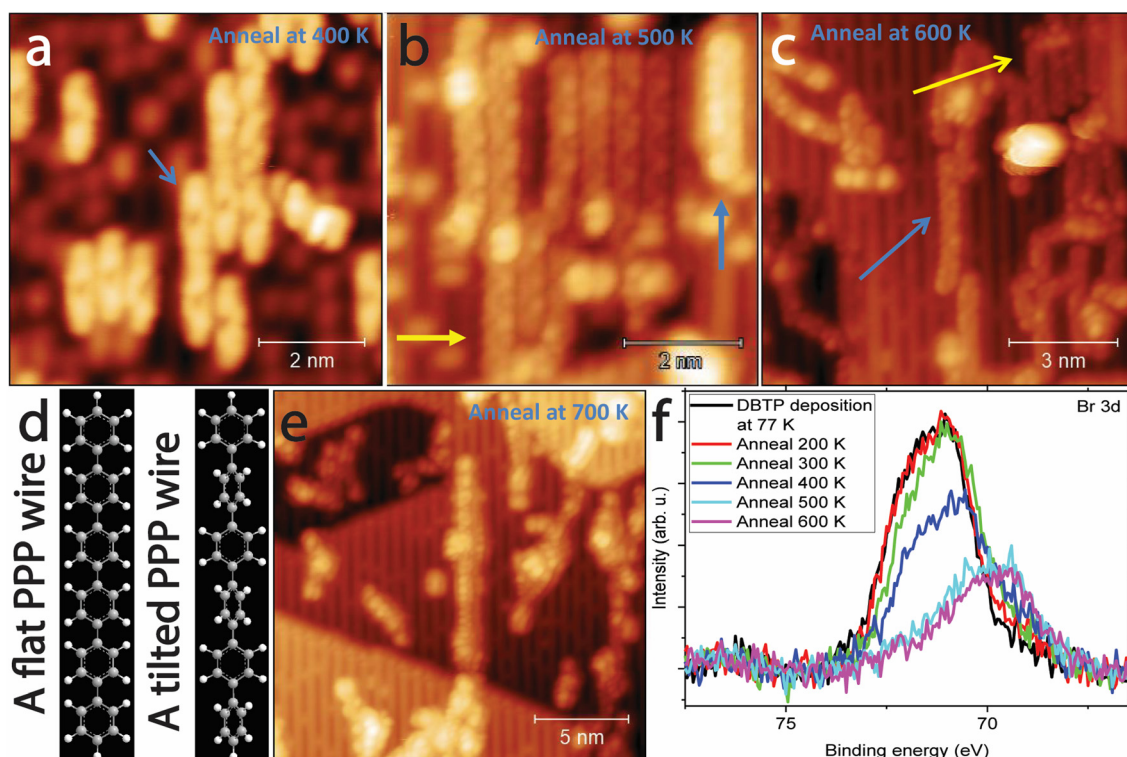 a
Anneal at 400 K
2 nm
b
Anneal at 500 K
2 nm
c
Anneal at 600 K
3 nm
d
A flat PPP wire
A tilted PPP wire
e
Anneal at 700 K
5 nm
f
Br 3d
DBTP deposition
at 77 K
Anneal 200 K
Anneal 300 K
Anneal 400 K
Anneal 500 K
Anneal 600 K
Intensity (arb. u.)
75
70
Binding energy (eV)